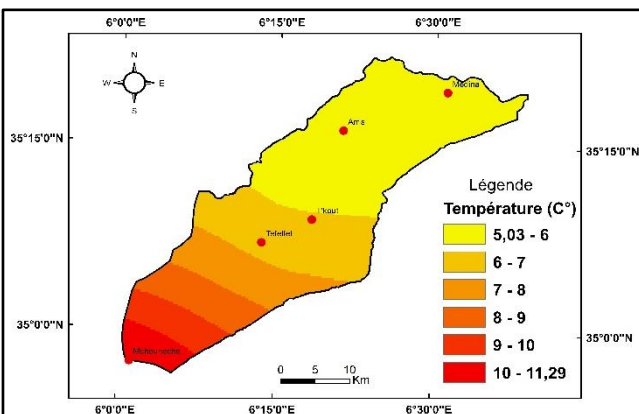 6°0'0"E 6°15'0"E 6°30'0"E
N
W E
S
Medina
Arris
35°15'0"N 35°15'0"N
Légende
Température (C°)
T'kout
Tefellel
5,03 - 6
6 - 7
7 - 8
8 - 9
9 - 10
10 - 11,29
35°0'0"N 35°0'0"N
Mchouneche
0 5 10
Km
6°0'0"E 6°15'0"E 6°30'0"E